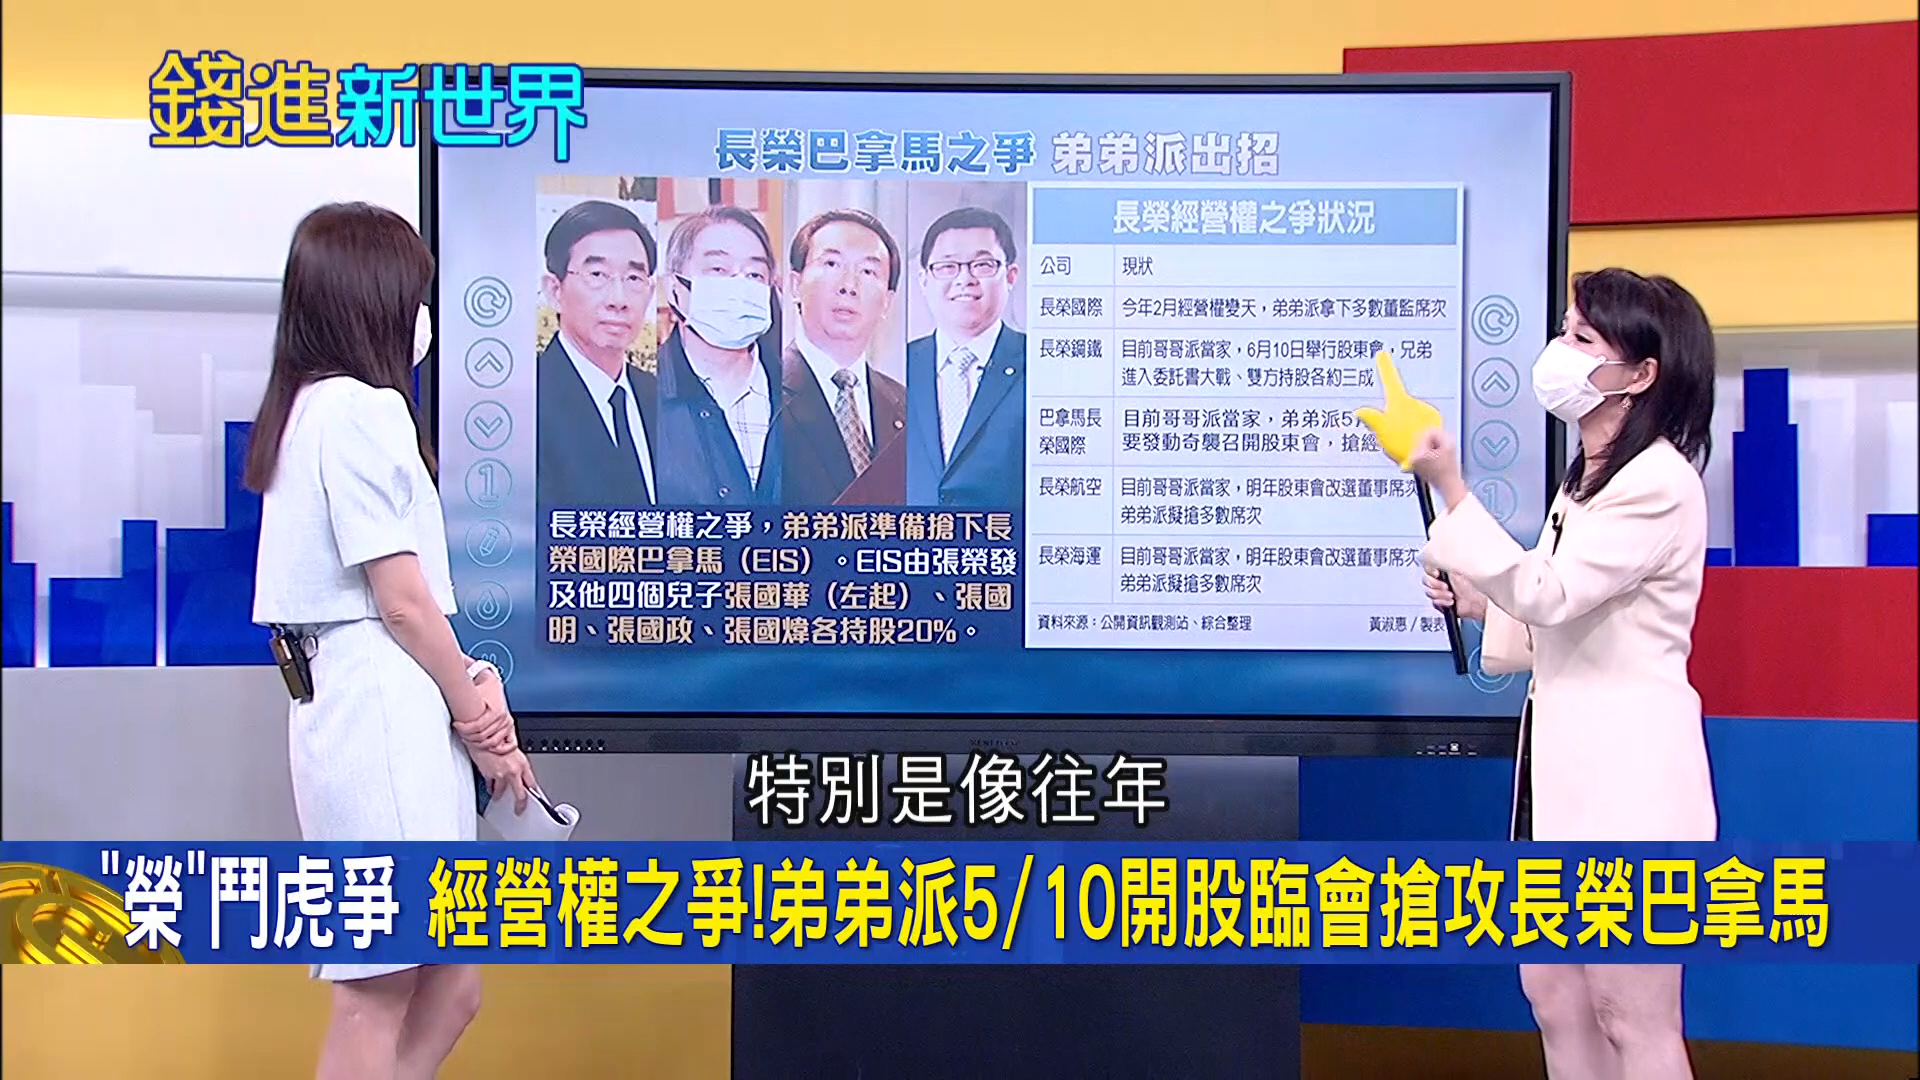 錢進新世界
長榮巴拿馬之爭 弟弟派出招
長榮經營權之爭，弟弟派準備搶下長
榮國際巴拿馬（EIS）。EIS由張榮發
及他四個兒子張國華（左起）、張國
明、張國政、張國煒各持股20%。
長榮經營權之爭狀況
公司 現狀
長榮國際 今年2月經營權變天，弟弟派拿下多數董監席次
長榮鋼鐵 目前哥哥派當家，6月10日舉行股東會，兄弟
進入委託書大戰、雙方持股各約三成
巴拿馬長
榮國際
目前哥哥派當家，弟弟派5
要發動奇襲召開股東會，搶經
長榮航空 目前哥哥派當家，明年股東會改選董事席次
弟弟派擬搶多數席次
長榮海運 目前哥哥派當家，明年股東會改選董事席次
弟弟派擬搶多數席次
資料來源：公開資訊觀測站、綜合整理 黃淑惠／製表
特別是像往年
"榮"鬥虎爭 經營權之爭!弟弟派5/10開股臨會搶攻長榮巴拿馬